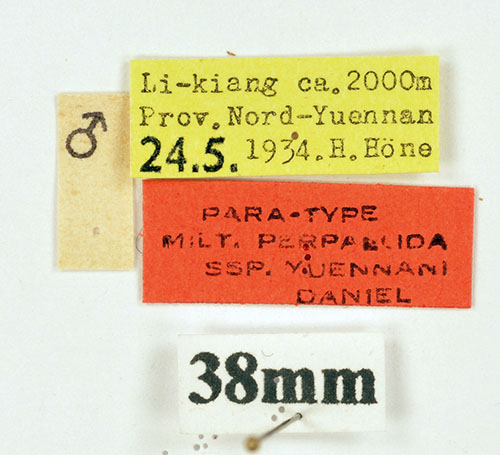 ♂
Li-kiang ca. 2000m
Prov. Nord-Yuennan
24.5. 1934. H. Höne
PARA-TYPE
MILT. PERPALLIDA
SSP. YUENNANI
DANIEL
38mm